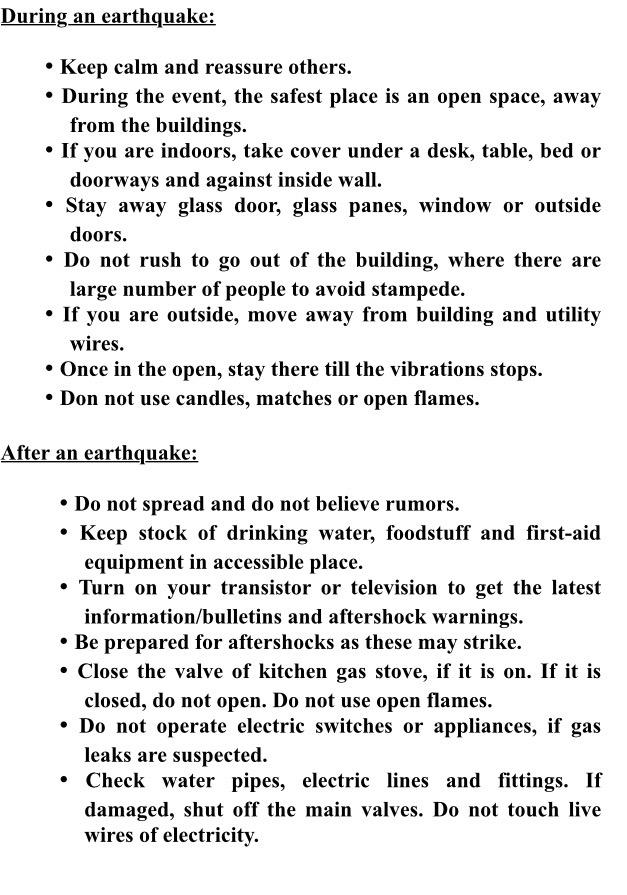 During an earthquake:
• Keep calm and reassure others.
• During the event, the safest place is an open space, away
from the buildings.
• If you are indoors, take cover under a desk, table, bed or
doorways and against inside wall.
• Stay away glass door, glass panes, window or outside
doors.
• Do not rush to go out of the building, where there are
large number of people to avoid stampede.
• If you are outside, move away from building and utility
wires.
• Once in the open, stay there till the vibrations stops.
• Don not use candles, matches or open flames.
After an earthquake:
• Do not spread and do not believe rumors.
• Keep stock of drinking water, foodstuff and first-aid
equipment in accessible place.
• Turn on your transistor or television to get the latest
information/bulletins and aftershock warnings.
• Be prepared for aftershocks as these may strike.
• Close the valve of kitchen gas stove, if it is on. If it is
closed, do not open. Do not use open flames.
• Do not operate electric switches or appliances, if gas
leaks are suspected.
• Check water pipes, electric lines and fittings. If
damaged, shut off the main valves. Do not touch live
wires of electricity.